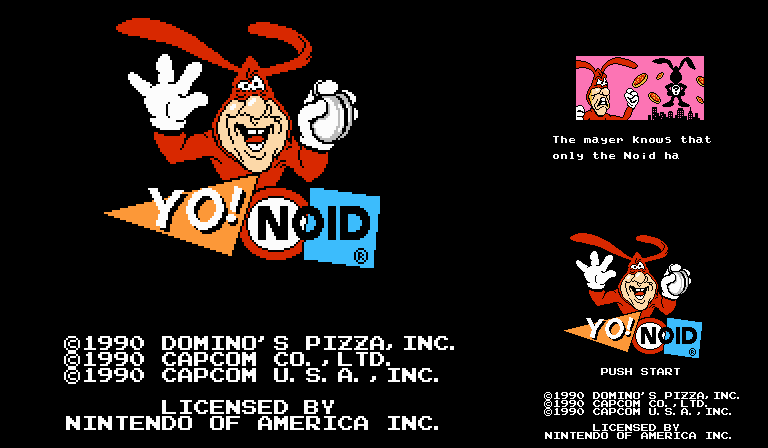 YO! NOID
®
©1990 DOMINO'S PIZZA, INC.
©1990 CAPCOM CO.,LTD.
©1990 CAPCOM U.S.A.,INC.
LICENSED BY
NINTENDO OF AMERICA INC.
The mayer knows that
only the Noid ha
YO! NOID
®
PUSH START
©1990 DOMINO'S PIZZA, INC.
©1990 CAPCOM CO.,LTD.
©1990 CAPCOM U.S.A.,INC.
LICENSED BY
NINTENDO OF AMERICA INC.